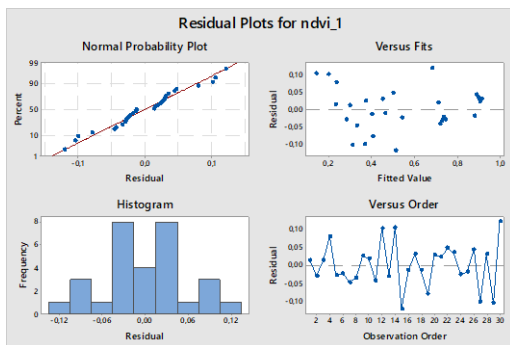 Residual Plots for ndvi_1
Normal Probability Plot
99
90
50
10
1
Percent
-0,1
0,0
0,1
Residual
Versus Fits
0,10
0,05
0,00
-0,05
-0,10
Residual
0,2
0,4
0,6
0,8
1,0
Fitted Value
Histogram
8
6
4
2
0
Frequency
-0,12
-0,06
0,00
0,06
0,12
Residual
Versus Order
0,10
0,05
0,00
-0,05
-0,10
Residual
2 4 6 8 10 12 14 16 18 20 22 24 26 28 30
Observation Order